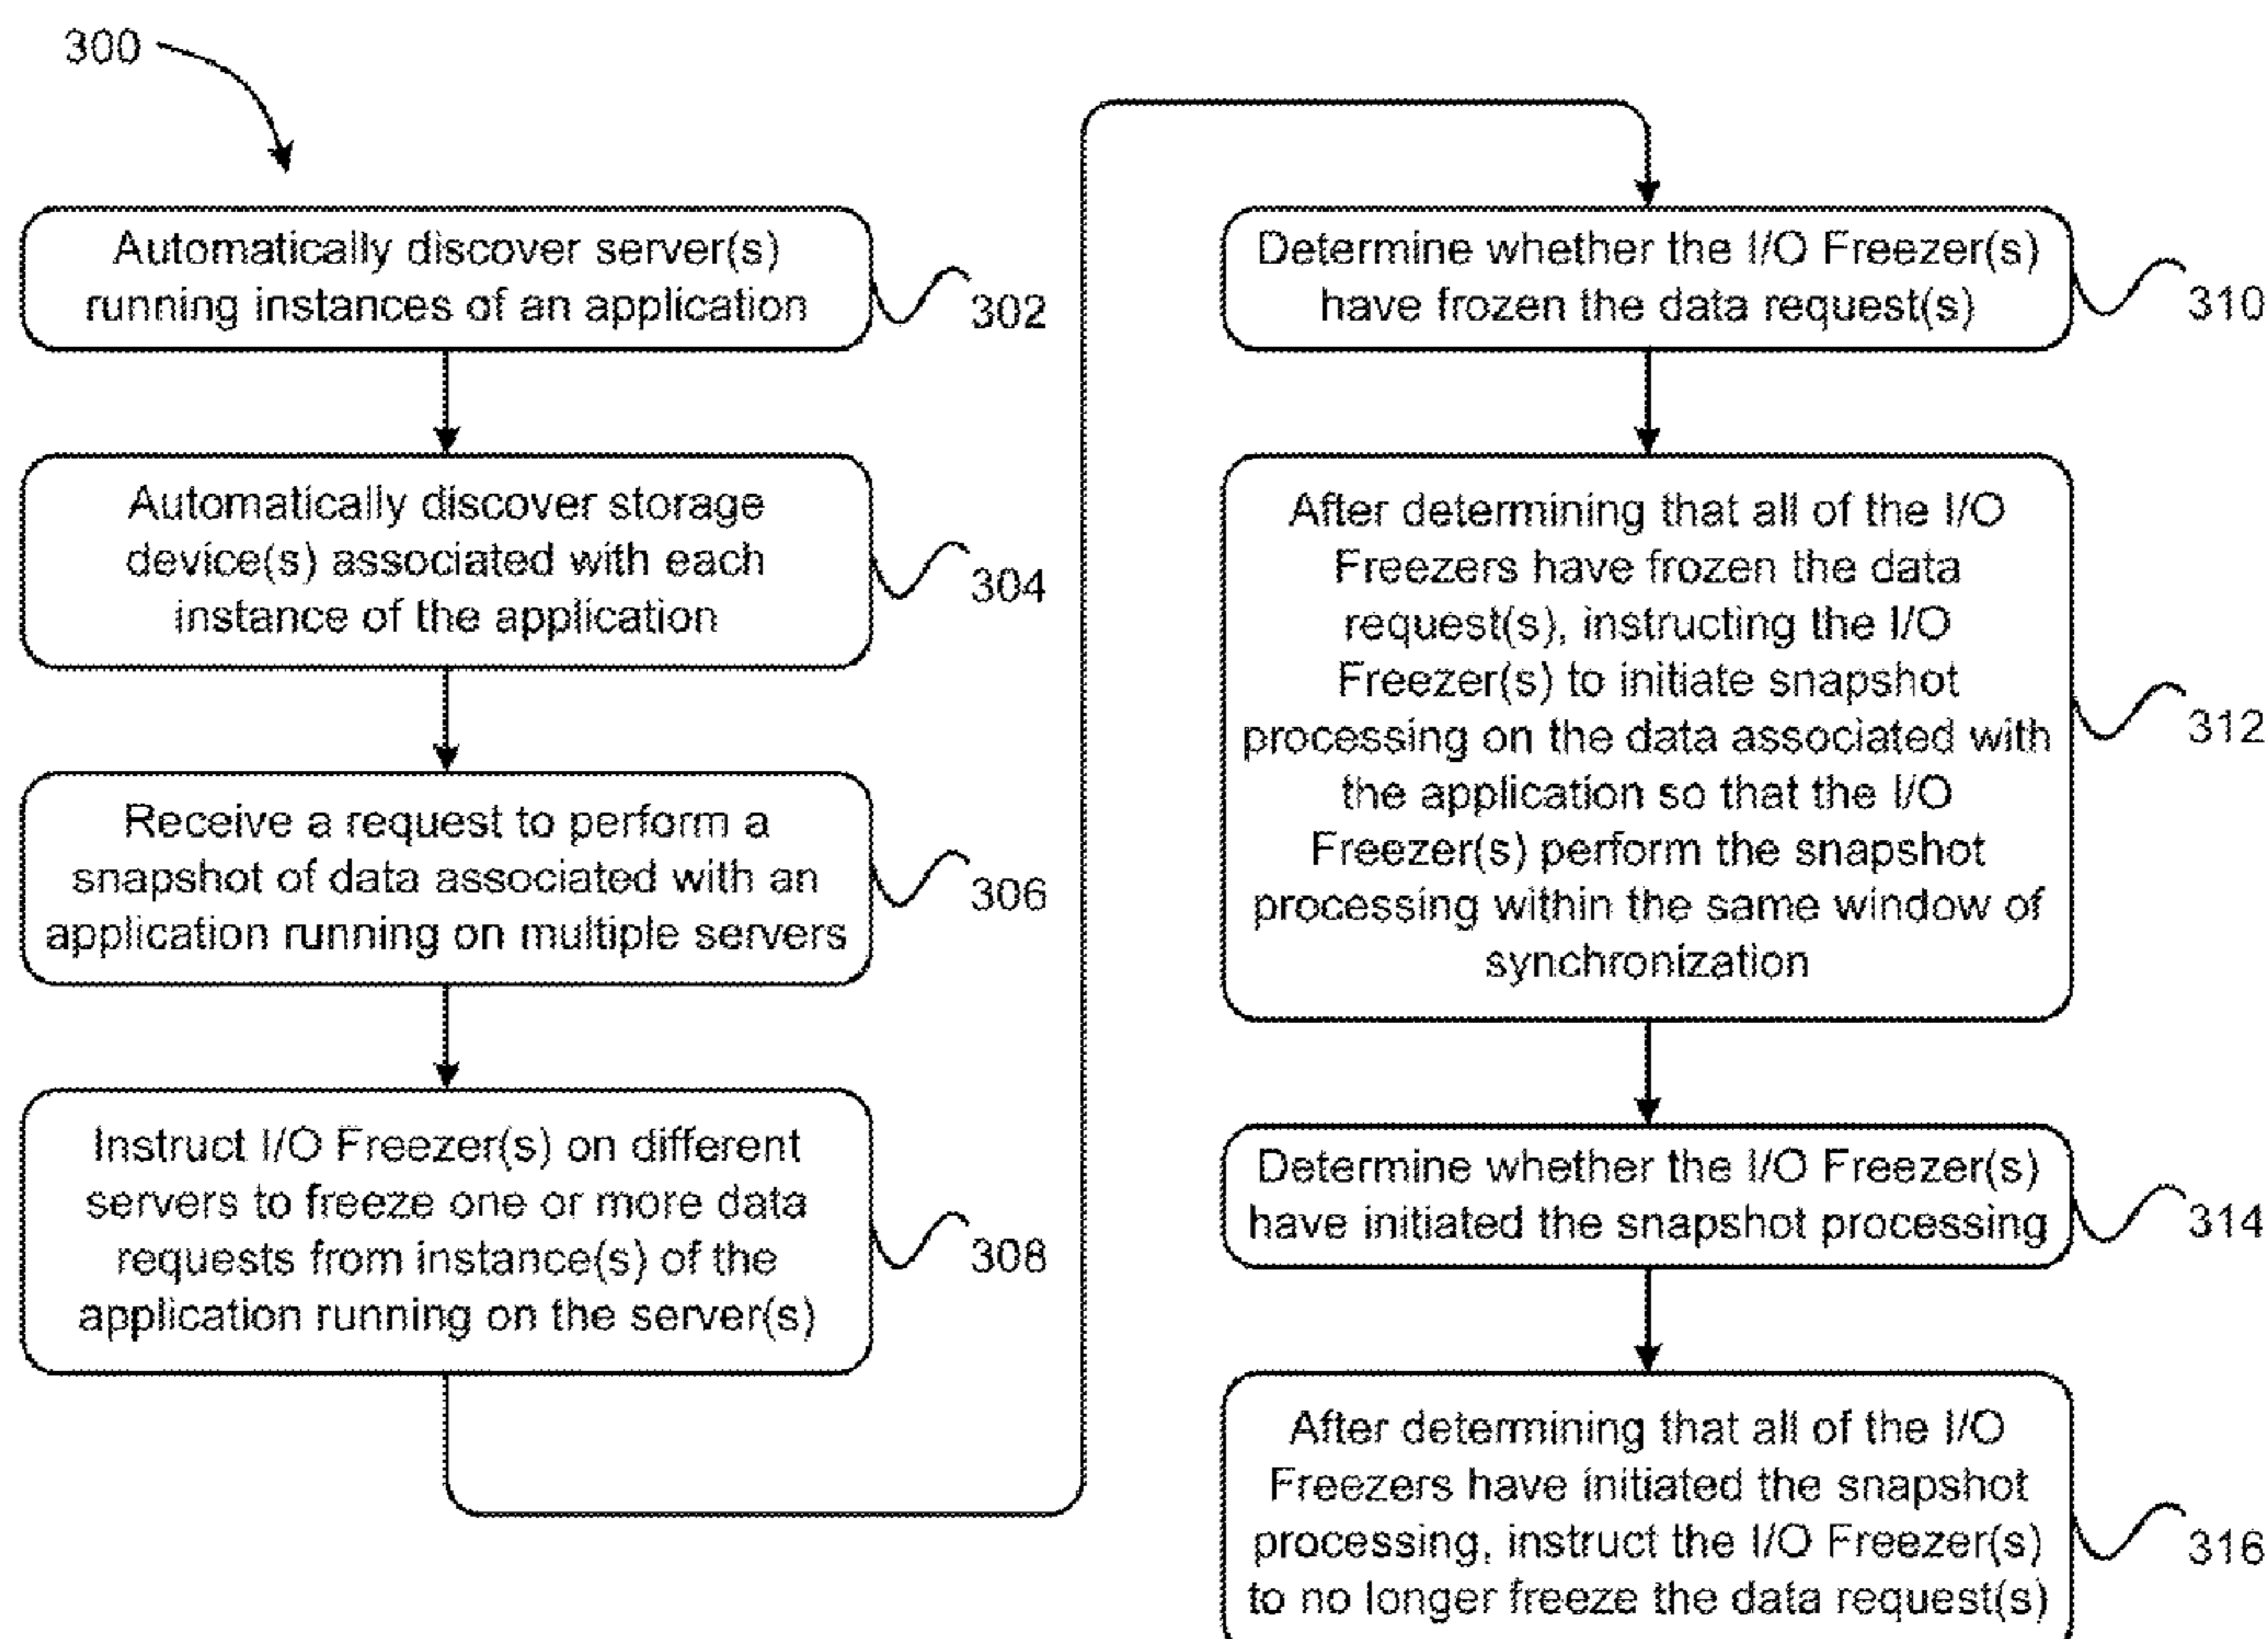 300
Automatically discover server(s)
running instances of an application
302
Automatically discover storage
device(s) associated with each
instance of the application
304
Receive a request to perform a
snapshot of data associated with an
application running on multiple servers
306
Instruct I/O Freezer(s) on different
servers to freeze one or more data
requests from instance(s) of the
application running on the server(s)
308
Determine whether the I/O Freezer(s)
have frozen the data request(s)
310
After determining that all of the I/O
Freezers have frozen the data
request(s), instructing the I/O
Freezer(s) to initiate snapshot
processing on the data associated with
the application so that the I/O
Freezer(s) perform the snapshot
processing within the same window of
synchronization
312
Determine whether the I/O Freezer(s)
have initiated the snapshot processing
314
After determining that all of the I/O
Freezers have initiated the snapshot
processing, instruct the I/O Freezer(s)
to no longer freeze the data request(s)
316